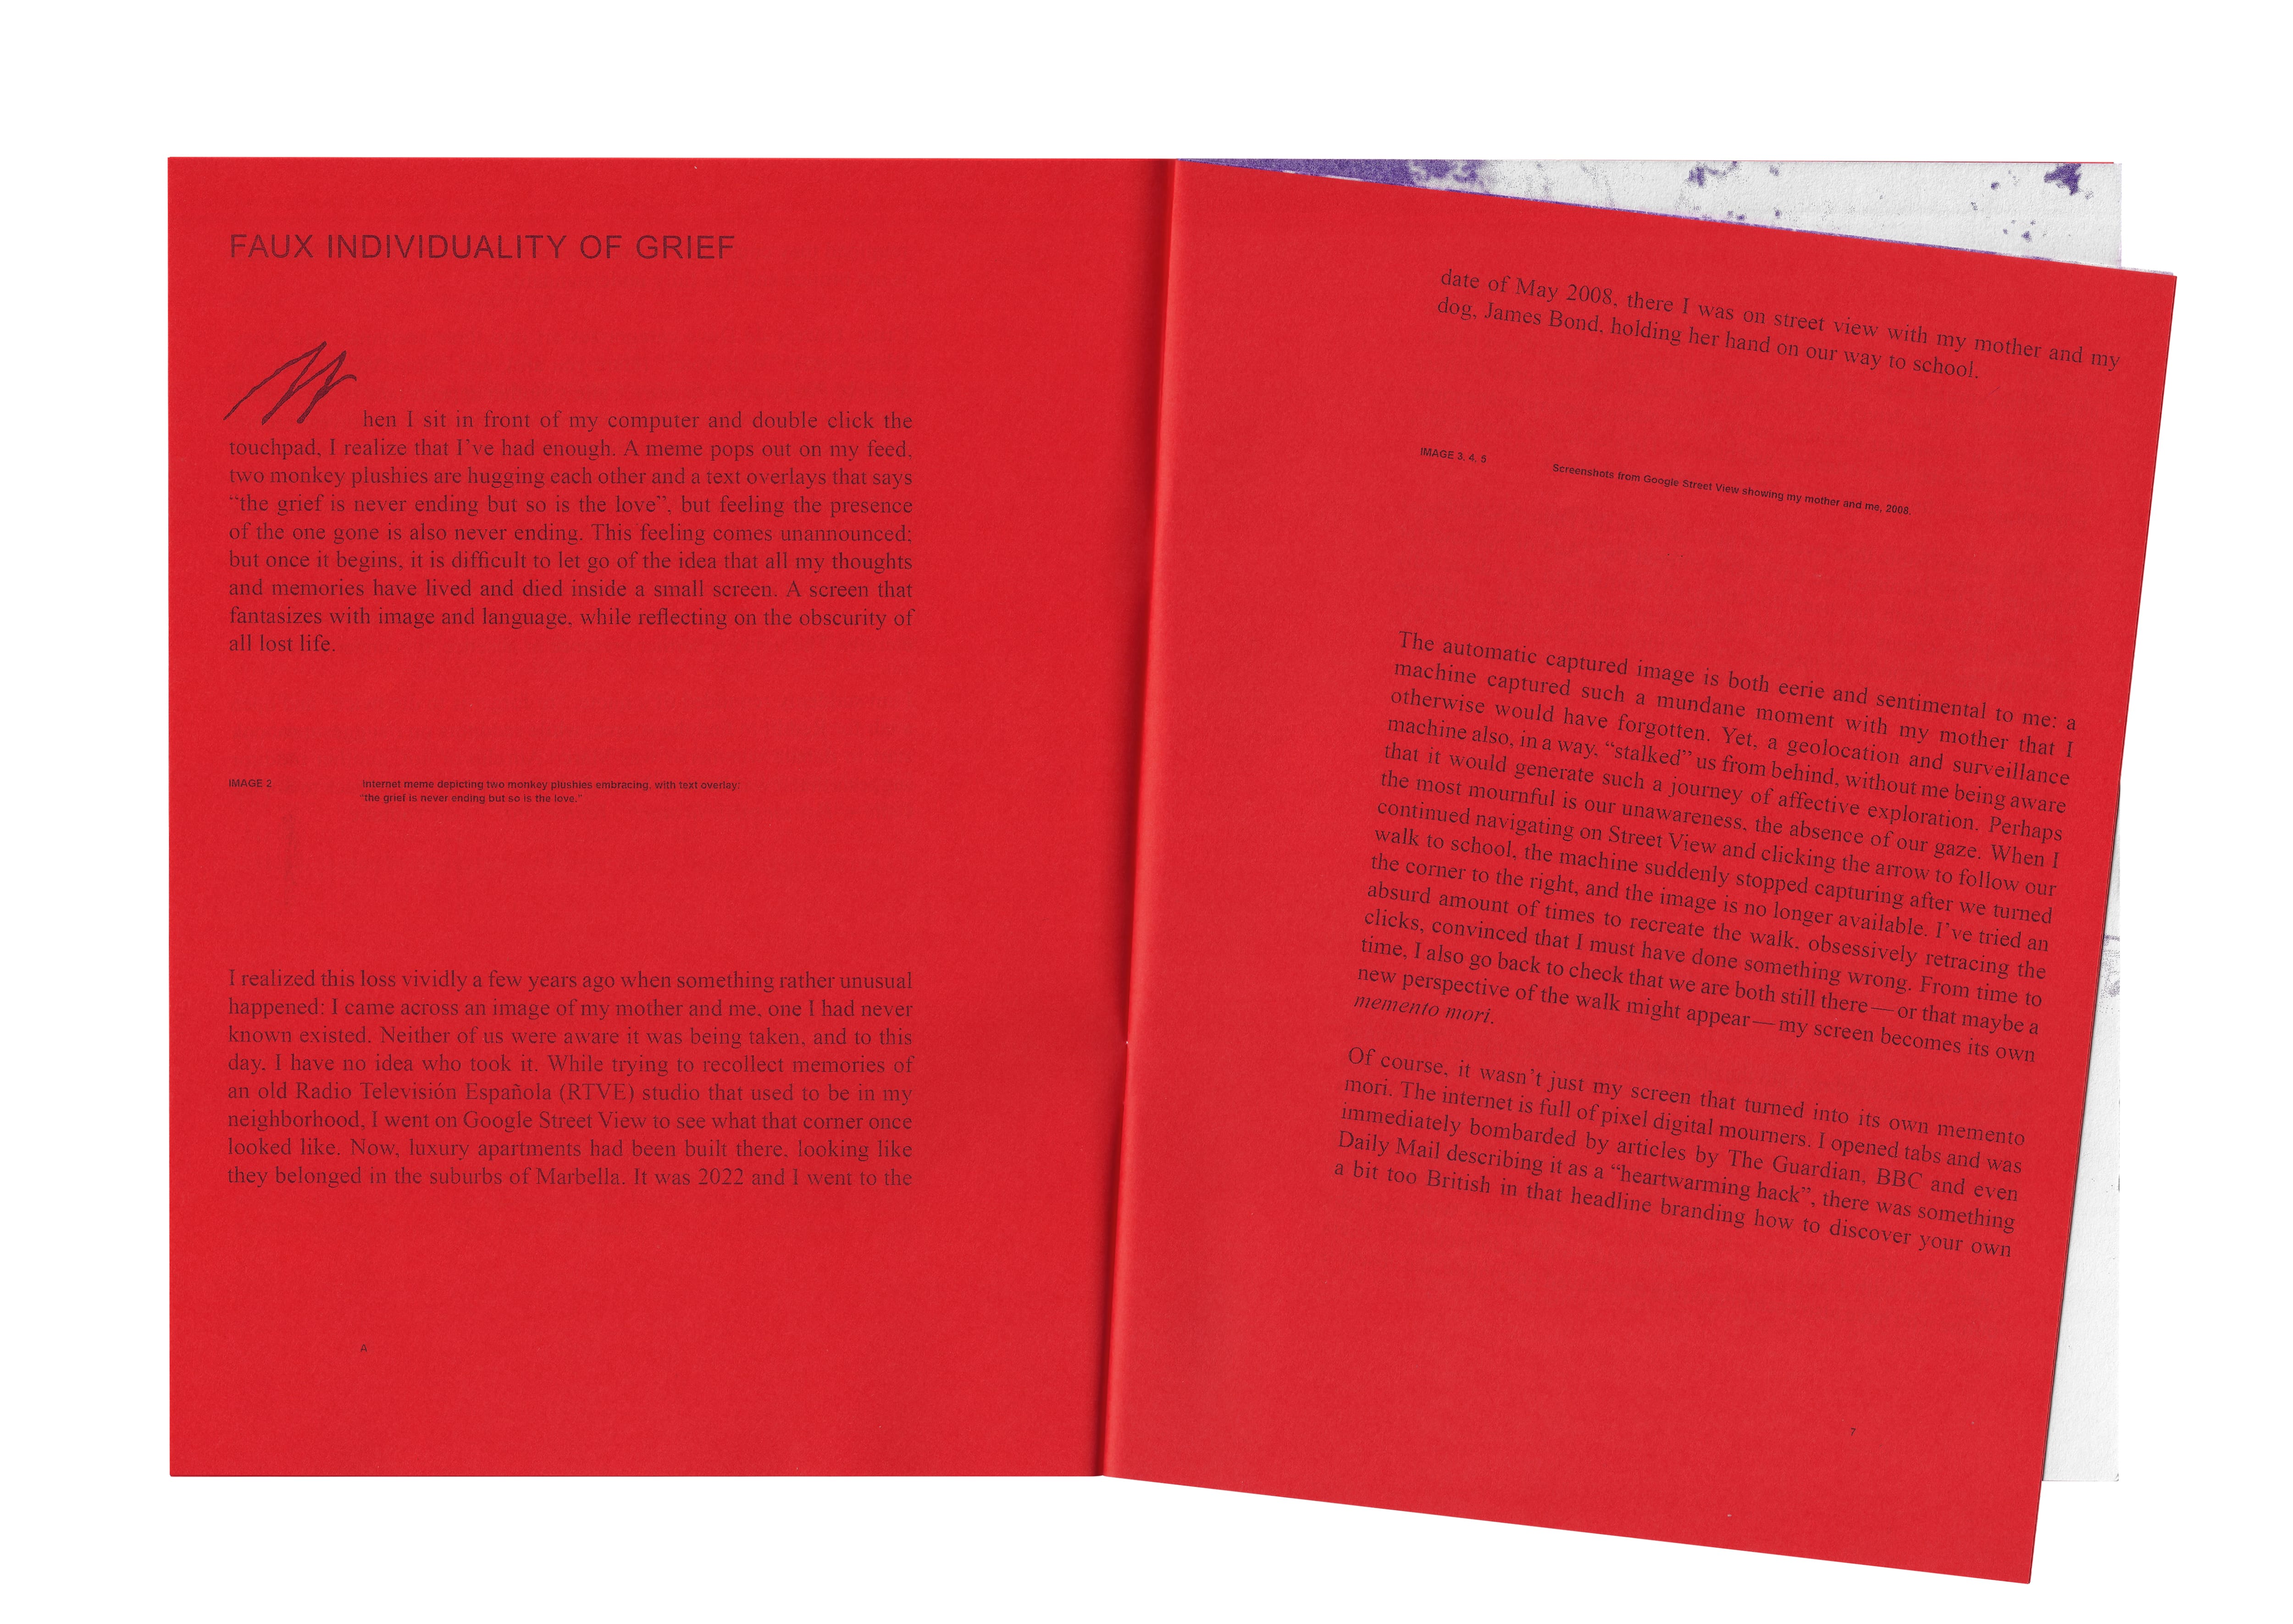 FAUX INDIVIDUALITY OF GRIEF
When I sit in front of my computer and double click the
touchpad, I realize that I've had enough. A meme pops out on my feed,
two monkey plushies are hugging each other and a text overlays that says
“the grief is never ending but so is the love”, but feeling the presence
of the one gone is also never ending. This feeling comes unannounced;
but once it begins, it is difficult to let go of the idea that all my thoughts
and memories have lived and died inside a small screen. A screen that
fantasizes with image and language, while reflecting on the obscurity of
all lost life.
IMAGE 2 Internet meme depicting two monkey plushies embracing, with text overlay:
“the grief is never ending but so is the love.”
I realized this loss vividly a few years ago when something rather unusual
happened: I came across an image of my mother and me, one I had never
known existed. Neither of us were aware it was being taken, and to this
day, I have no idea who took it. While trying to recollect memories of
an old Radio Televisión Española (RTVE) studio that used to be in my
neighborhood, I went on Google Street View to see what that corner once
looked like. Now, luxury apartments had been built there, looking like
they belonged in the suburbs of Marbella. It was 2022 and I went to the
A
date of May 2008, there I was on street view with my mother and my
dog, James Bond, holding her hand on our way to school.
IMAGE 3, 4, 5 Screenshots from Google Street View showing my mother and me, 2008.
The automatic captured image is both eerie and sentimental to me: a
machine captured such a mundane moment with my mother that I
otherwise would have forgotten. Yet, a geolocation and surveillance
machine also, in a way, “stalked” us from behind, without me being aware
that it would generate such a journey of affective exploration. Perhaps
the most mournful is our unawareness, the absence of our gaze. When I
continued navigating on Street View and clicking the arrow to follow our
walk to school, the machine suddenly stopped capturing after we turned
the corner to the right, and the image is no longer available. I've tried an
absurd amount of times to recreate the walk, obsessively retracing the
clicks, convinced that I must have done something wrong. From time to
time, I also go back to check that we are both still there—or that maybe a
new perspective of the walk might appear—my screen becomes its own
memento mori.
Of course, it wasn't just my screen that turned into its own memento
mori. The internet is full of pixel digital mourners. I opened tabs and was
immediately bombarded by articles by The Guardian, BBC and even
Daily Mail describing it as a “heartwarming hack”, there was something
a bit too British in that headline branding how to discover your own
7